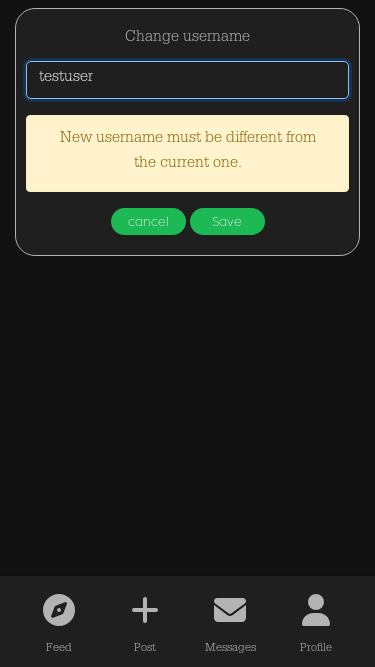 Change username
testuser
New username must be different from
the current one.
cancel Save
Feed Post Messages Profile